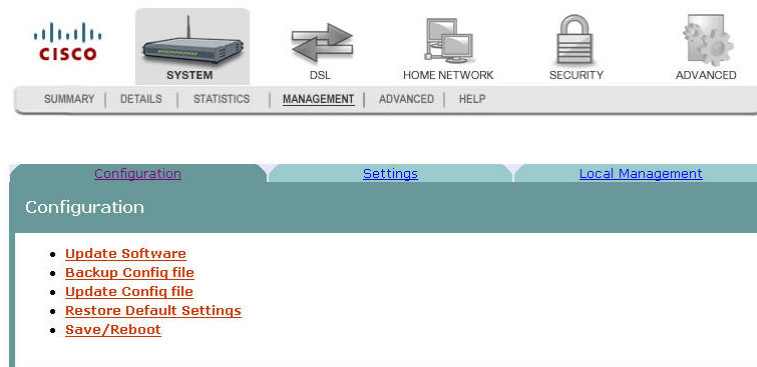 CISCO
SYSTEM DSL HOME NETWORK SECURITY ADVANCED
SUMMARY | DETAILS | STATISTICS | MANAGEMENT | ADVANCED | HELP
Configuration Settings Local Management
Configuration
• Update Software
• Backup Config file
• Update Config file
• Restore Default Settings
• Save/Reboot